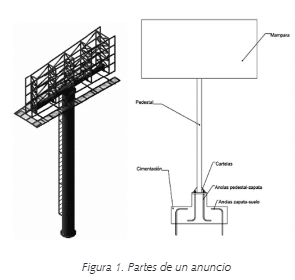 Mampara
Pedestal
Cartelas
Cimentación
Anclas pedestal-zapata
Anclas zapata-suelo
Figura 1. Partes de un anuncio